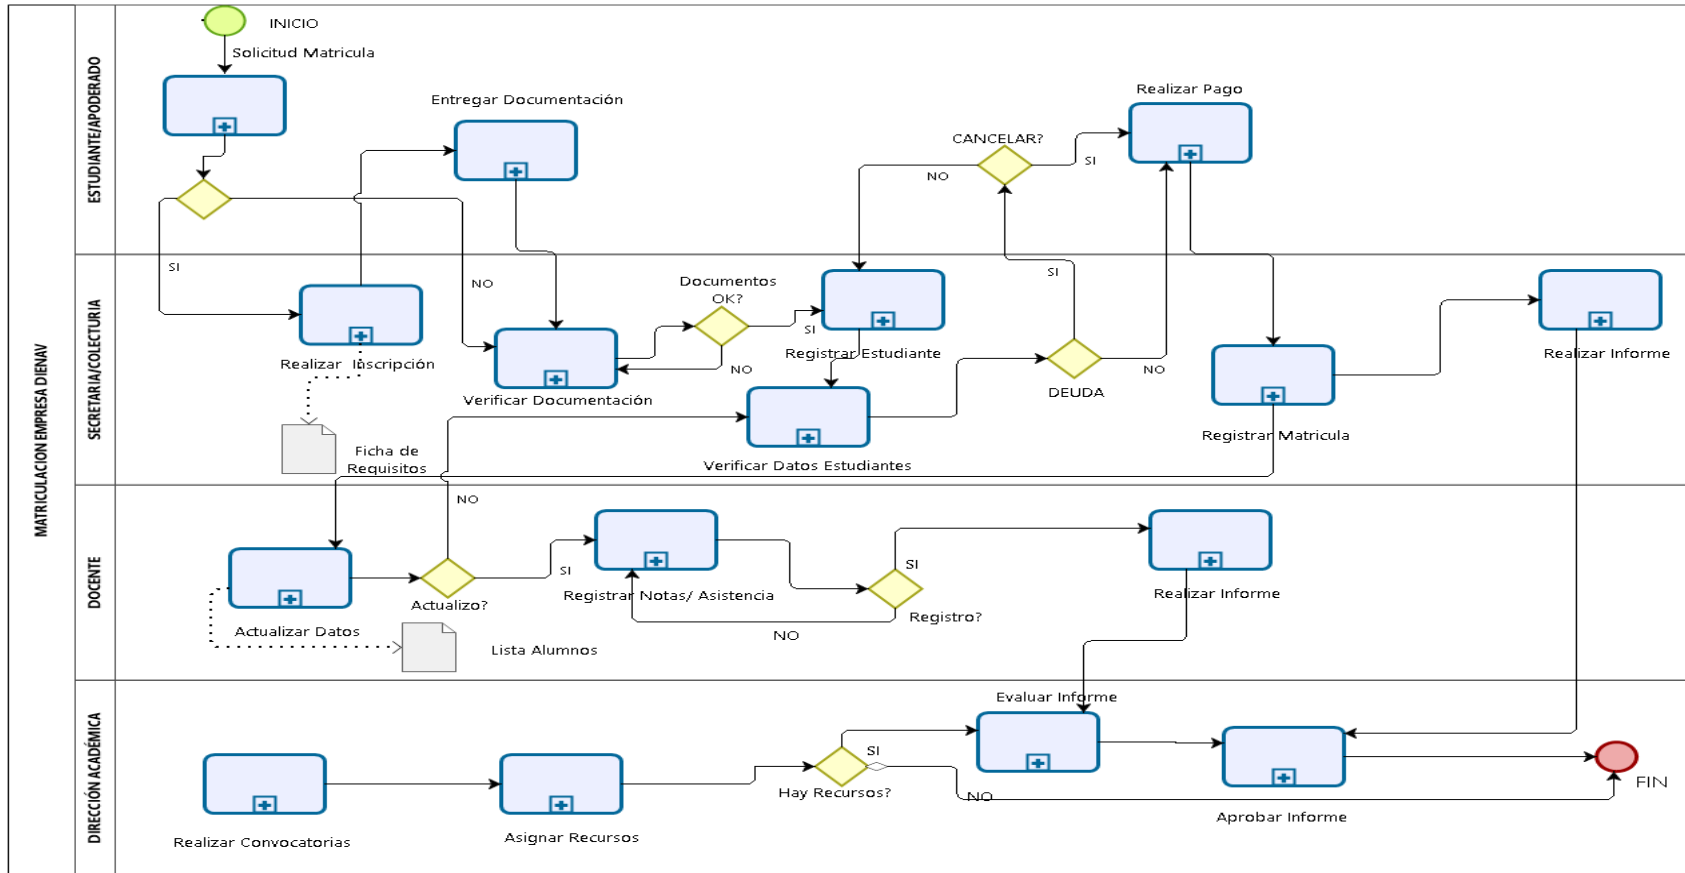 MATRICULACION EMPRESA DIENAV
ESTUDIANTE/APODERADO
INICIO
Solicitud Matricula
Entregar Documentación
Realizar Pago
CANCELAR?
SI
NO
SECRETARIA/COLECTURIA
SI
NO
Documentos
OK?
SI
SI
NO
NO
Registrar Estudiante
Realizar Informe
Realizar Inscripción
DEUDA
Verificar Documentación
Registrar Matricula
Ficha de
Requisitos
Verificar Datos Estudiantes
DOCENTE
NO
SI
SI
Actualizo?
Registrar Notas/ Asistencia
Realizar Informe
Registro?
NO
Actualizar Datos
Lista Alumnos
DIRECCIÓN ACADÉMICA
Evaluar Informe
SI
Hay Recursos?
NO
FIN
Aprobar Informe
Asignar Recursos
Realizar Convocatorias